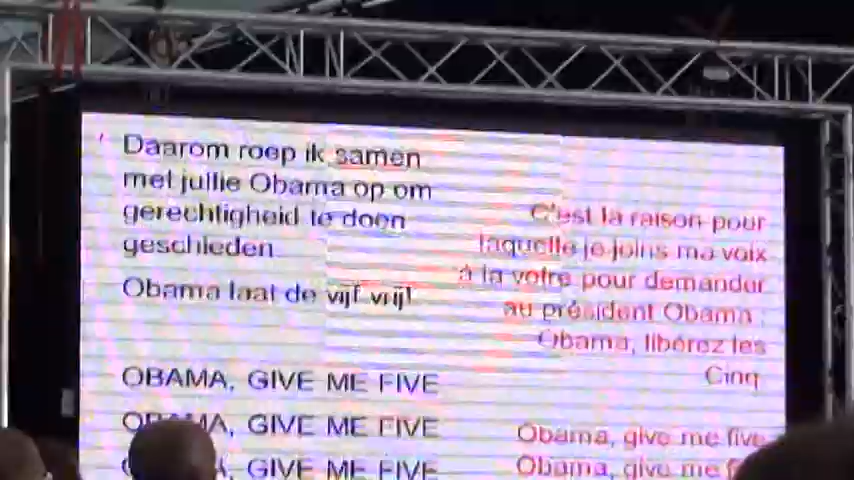 Daarom roep ik samen
met jullie Obama op om
gerechtigheid te doen
geschieden
Obama laat de vijf vrij!
OBAMA, GIVE ME FIVE
OBAMA, GIVE ME FIVE
GIVE ME FIVE
C'est la raison pour
laquelle je joins ma voix
à la votre pour demander
au président Obama :
Obama, libérez les
Cinq
Obama, give me five
Obama, give me